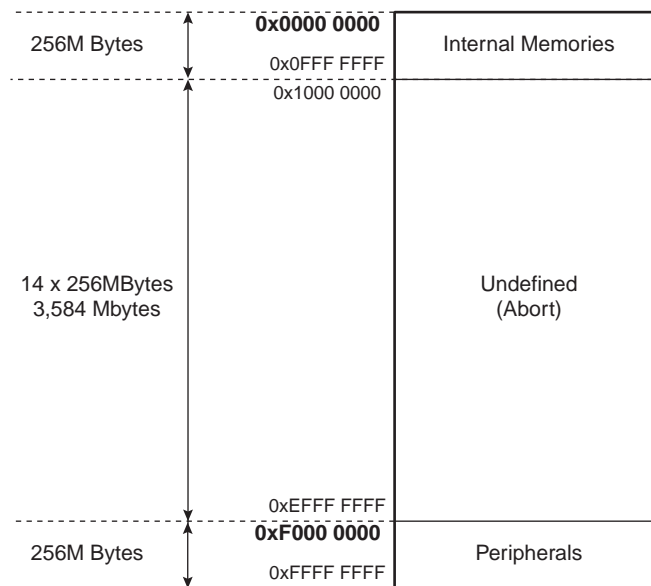 0x0000 0000
256M Bytes
Internal Memories
0x0FFF FFFF
0x1000 0000
14 x 256MBytes
3,584 Mbytes
Undefined
(Abort)
0xEFFF FFFF
0xF000 0000
256M Bytes
Peripherals
0xFFFF FFFF